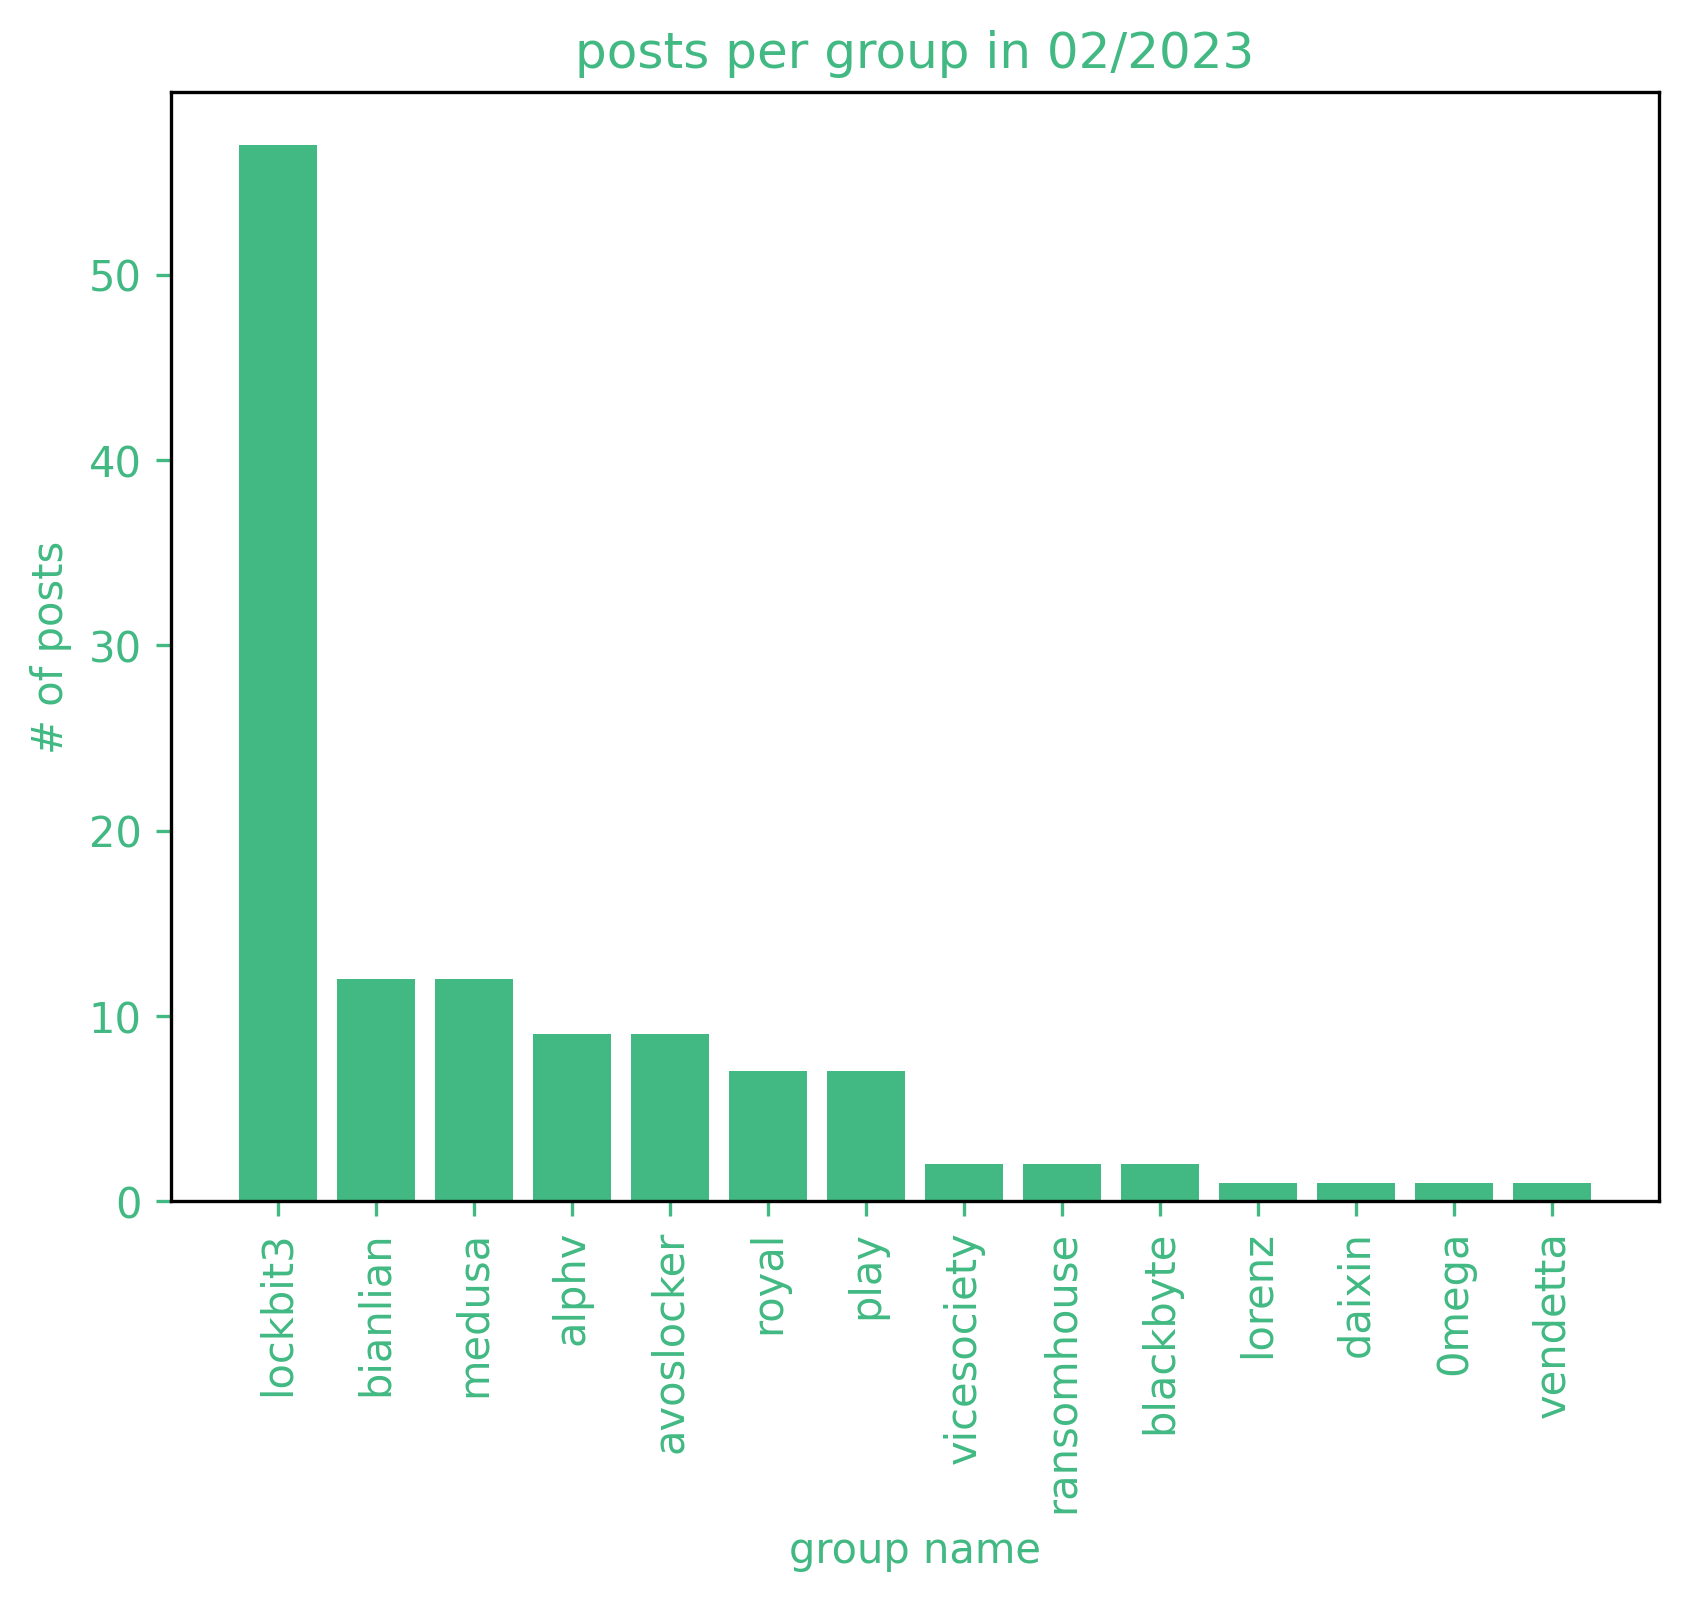 posts per group in 02/2023
# of posts
50
40
30
20
10
0
lockbit3
bianlian
medusa
alphv
avoslocker
royal
play
vicesociety
ransomhouse
blackbyte
lorenz
daixin
0mega
vendetta
group name